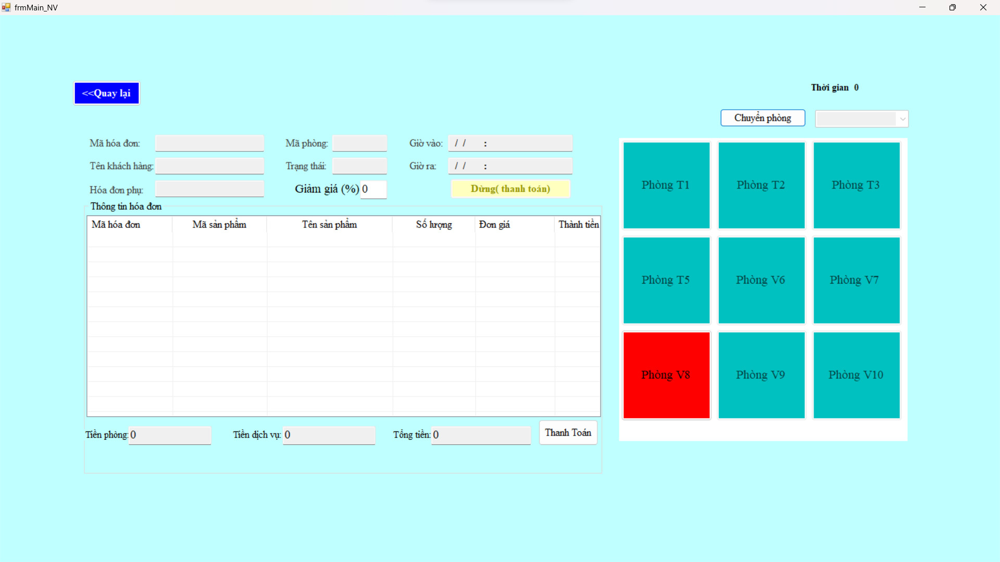 frmMain_NV
<<Quay lại
Thời gian 0
Chuyển phòng
Mã hóa đơn:
Mã phòng:
Giờ vào: / / :
Tên khách hàng:
Trạng thái:
Giờ ra: / / :
Hóa đơn phụ:
Giảm giá (%) 0
Dừng( thanh toán)
Thông tin hóa đơn
Mã hóa đơn Mã sản phẩm Tên sản phẩm Số lượng Đơn giá Thành tiền
Tiền phòng: 0
Tiền dịch vụ: 0
Tổng tiền: 0
Thanh Toán
Phòng T1
Phòng T2
Phòng T3
Phòng T5
Phòng V6
Phòng V7
Phòng V8
Phòng V9
Phòng V10